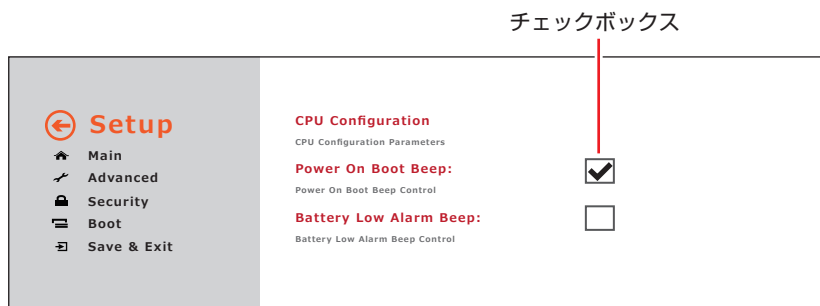 チェックボックス
Setup
Main
Advanced
Security
Boot
Save & Exit
CPU Configuration
CPU Configuration Parameters
Power On Boot Beep:
Power On Boot Beep Control
Battery Low Alarm Beep:
Battery Low Alarm Beep Control